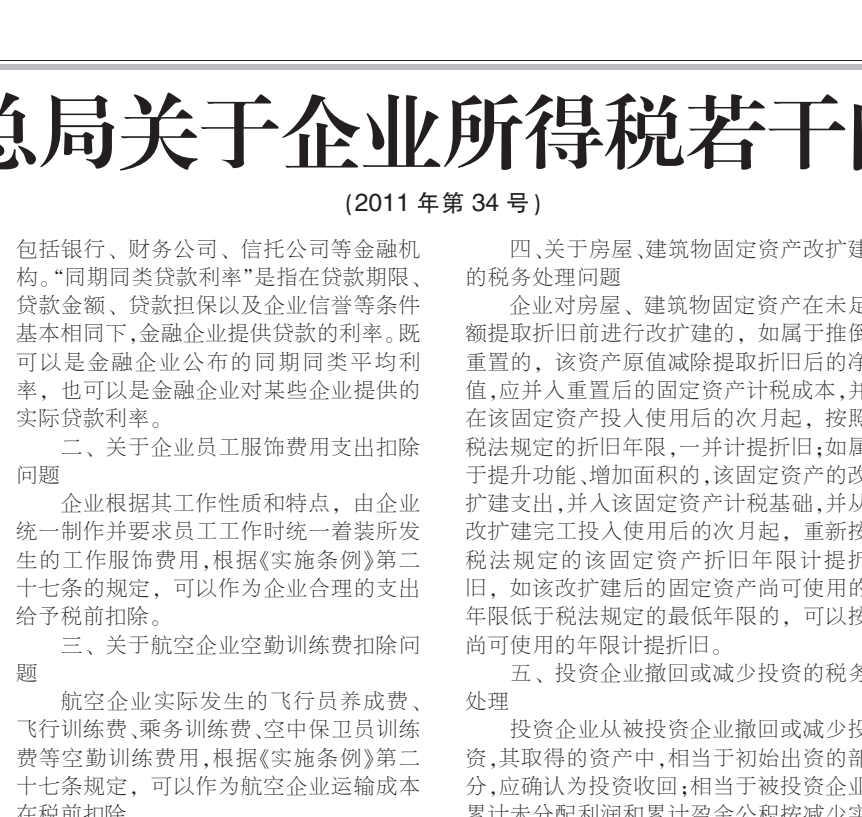 总局关于企业所得税若干
(2011 年第 34 号)
包括银行、财务公司、信托公司等金融机
构。“同期同类贷款利率”是指在贷款期限、
贷款金额、贷款担保以及企业信誉等条件
基本相同下,金融企业提供贷款的利率。既
可以是金融企业公布的同期同类平均利
率，也可以是金融企业对某些企业提供的
实际贷款利率。
二、关于企业员工服饰费用支出扣除
问题
企业根据其工作性质和特点，由企业
统一制作并要求员工工作时统一着装所发
生的工作服饰费用,根据《实施条例》第二
十七条的规定，可以作为企业合理的支出
给予税前扣除。
三、关于航空企业空勤训练费扣除问
题
航空企业实际发生的飞行员养成费、
飞行训练费、乘务训练费、空中保卫员训练
费等空勤训练费用,根据《实施条例》第二
十七条规定，可以作为航空企业运输成本
在税前扣除
四、关于房屋、建筑物固定资产改扩建
的税务处理问题
企业对房屋、建筑物固定资产在未足
额提取折旧前进行改扩建的，如属于推倒
重置的，该资产原值减除提取折旧后的净
值,应并入重置后的固定资产计税成本,并
在该固定资产投入使用后的次月起，按照
税法规定的折旧年限,一并计提折旧;如属
于提升功能、增加面积的,该固定资产的改
扩建支出,并入该固定资产计税基础,并从
改扩建完工投入使用后的次月起，重新按
税法规定的该固定资产折旧年限计提折
旧，如该改扩建后的固定资产尚可使用的
年限低于税法规定的最低年限的，可以按
尚可使用的年限计提折旧。
五、投资企业撤回或减少投资的税务
处理
投资企业从被投资企业撤回或减少投
资,其取得的资产中,相当于初始出资的部
分,应确认为投资收回;相当于被投资企业
累计未分配利润和累计盈余公积按减少实